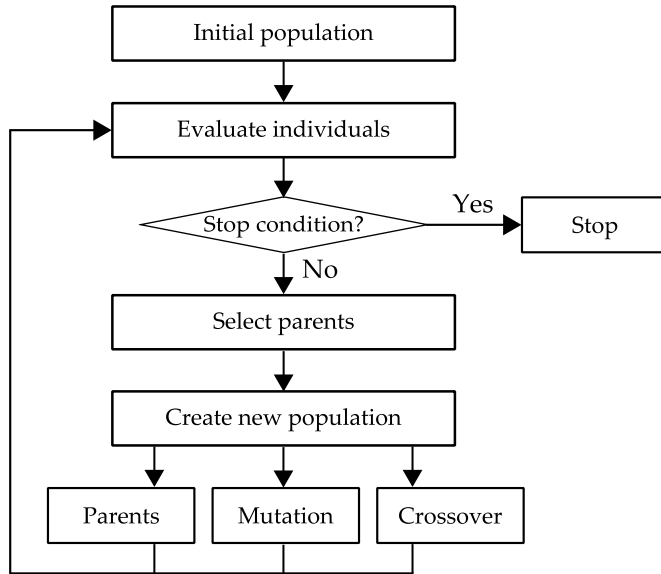 Initial population
Evaluate individuals
Stop condition?
Yes
Stop
No
Select parents
Create new population
Parents
Mutation
Crossover